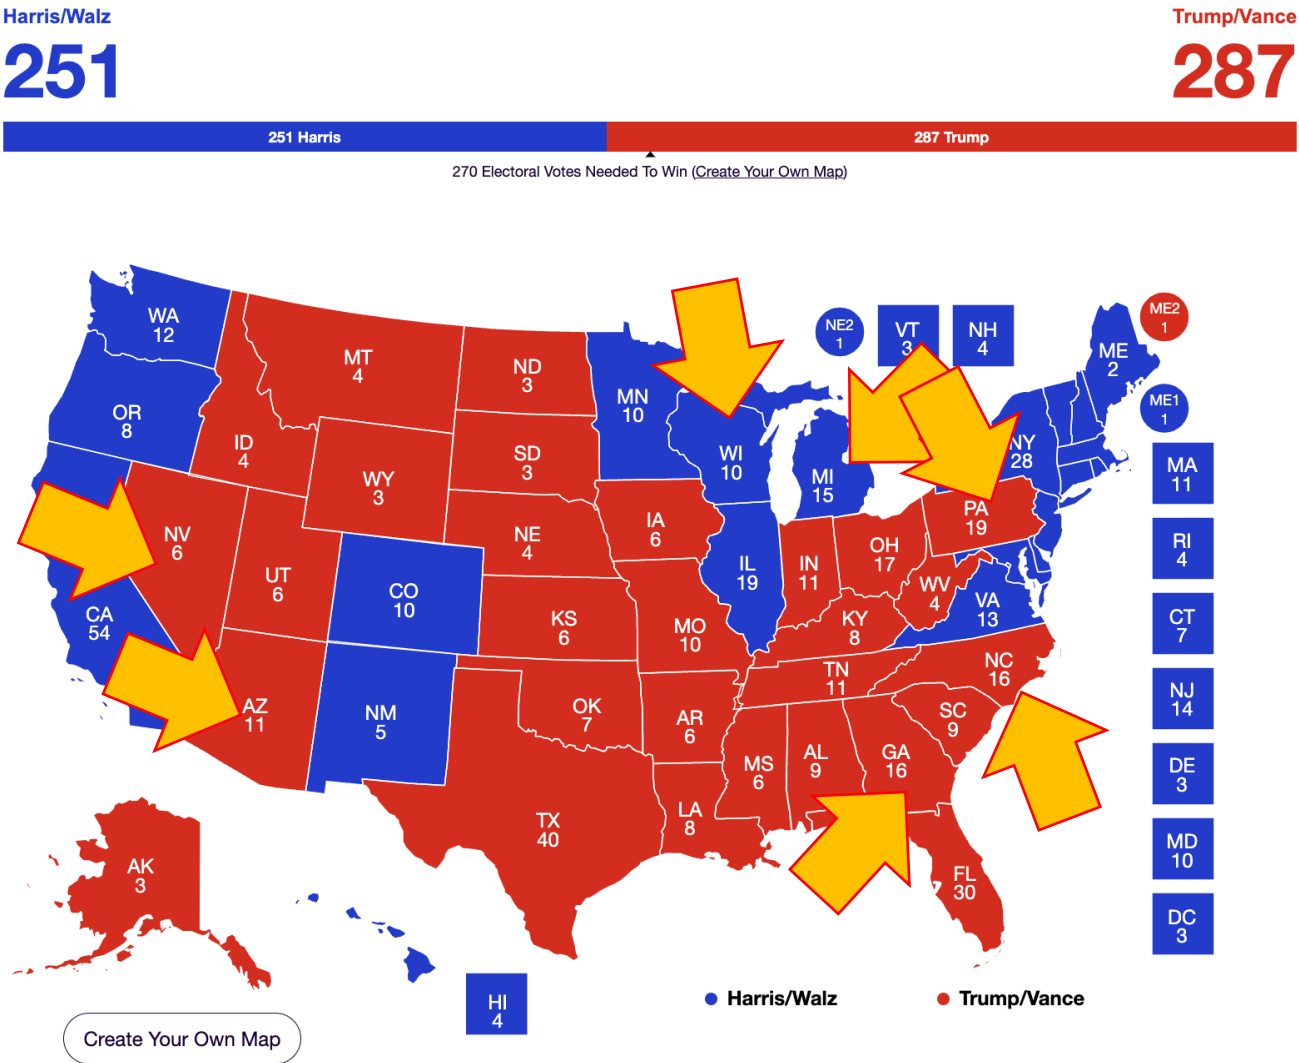 Harris/Walz
Trump/Vance
251
287
251 Harris
287 Trump
270 Electoral Votes Needed To Win (Create Your Own Map)
WA
12
OR
8
CA
54
NV
6
ID
4
MT
4
WY
3
UT
6
AZ
11
CO
10
NM
5
ND
3
SD
3
NE
4
KS
6
OK
7
TX
40
MN
10
IA
6
MO
10
AR
6
LA
8
WI
10
IL
19
MI
15
IN
11
OH
17
KY
8
TN
11
MS
6
AL
9
GA
16
FL
30
SC
9
NC
16
VA
13
WV
4
PA
19
NY
28
ME
2
NE2
1
VT
3
NH
4
ME2
1
ME1
1
MA
11
RI
4
CT
7
NJ
14
DE
3
MD
10
DC
3
AK
3
HI
4
Harris/Walz
Trump/Vance
Create Your Own Map